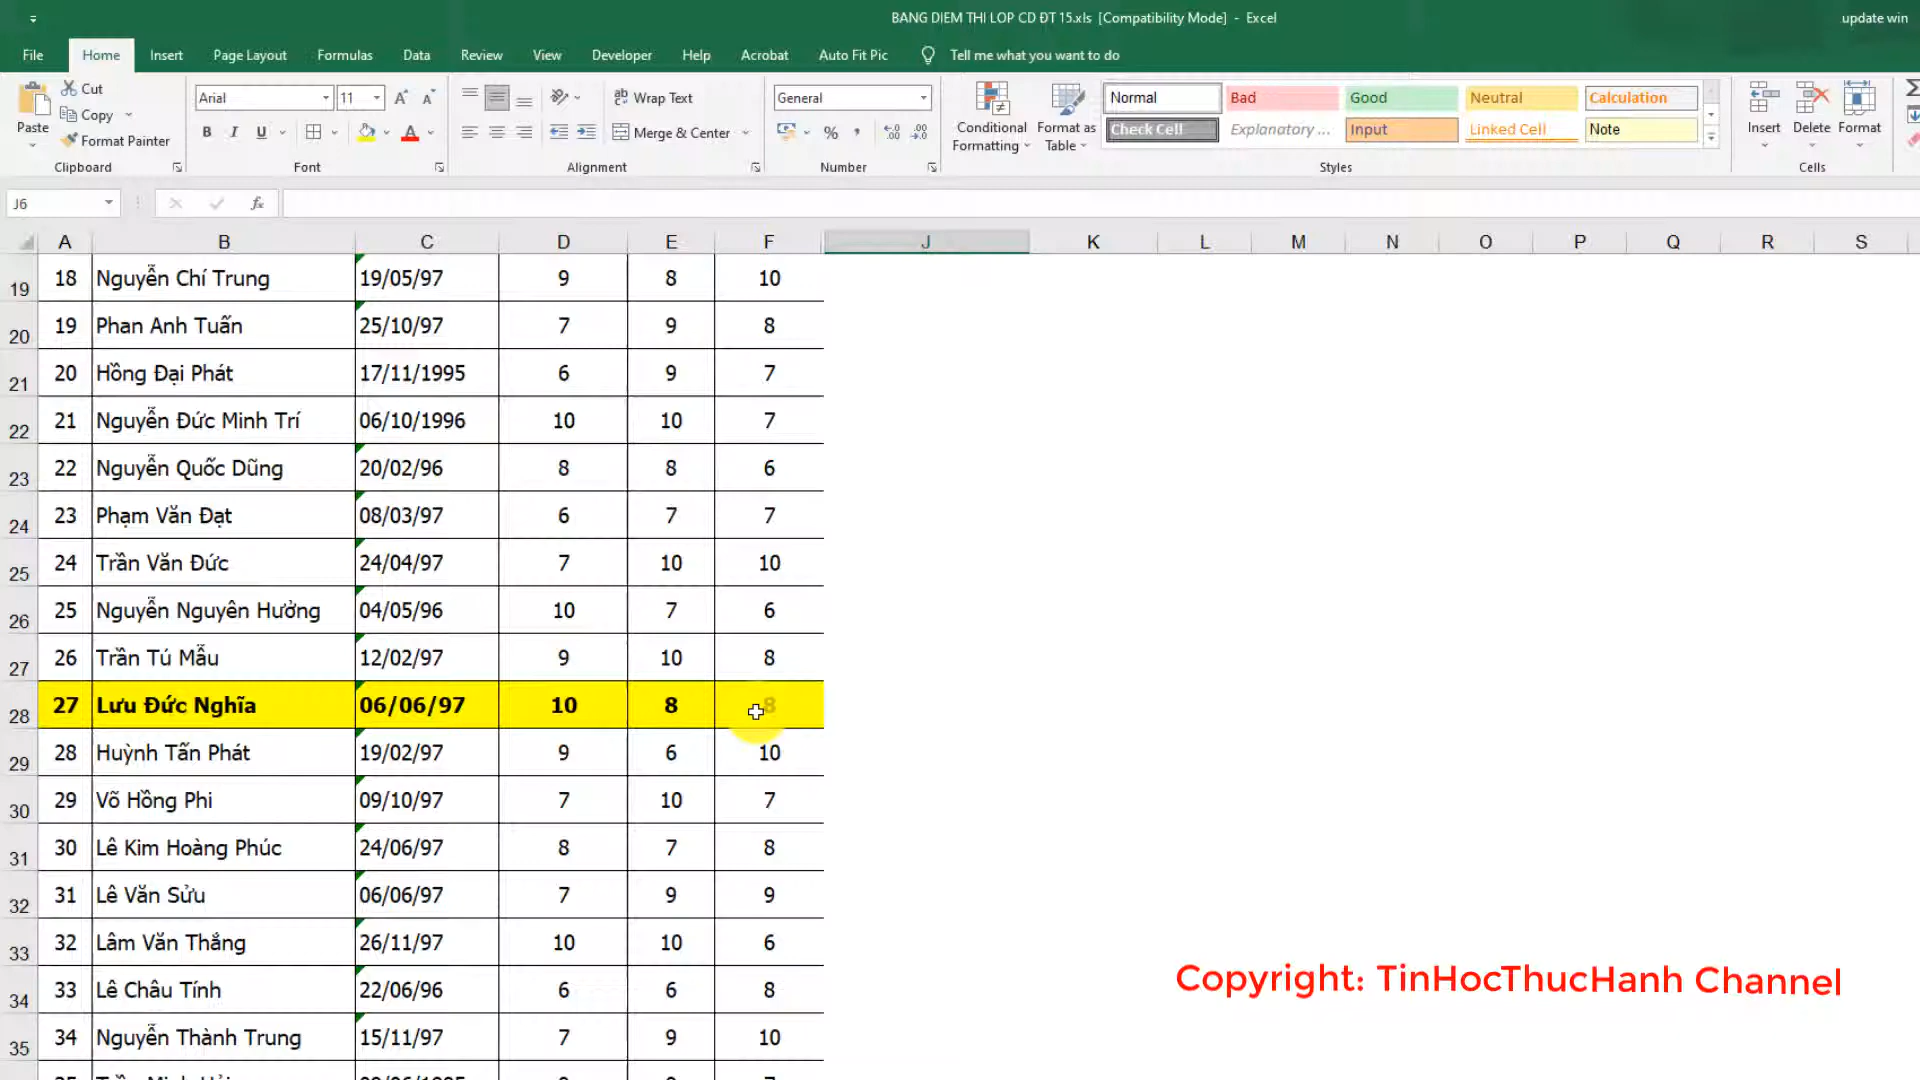 BANG DIEM THI LOP CD ĐT 15.xls [Compatibility Mode] - Excel
update win
File Home Insert Page Layout Formulas Data Review View Developer Help Acrobat Auto Fit Pic Tell me what you want to do
Paste
Cut
Copy
Format Painter
Clipboard
Arial 11
B I U
Font
Wrap Text
Merge & Center
Alignment
General
Number
Conditional Formatting
Format as Table
Normal Bad Good Neutral Calculation
Check Cell Explanatory ... Input Linked Cell Note
Styles
Insert Delete Format
Cells
J6
fx
A B C D E F J K L M N O P Q R S
19 18 Nguyễn Chí Trung 19/05/97 9 8 10
20 19 Phan Anh Tuấn 25/10/97 7 9 8
21 20 Hồng Đại Phát 17/11/1995 6 9 7
22 21 Nguyễn Đức Minh Trí 06/10/1996 10 10 7
23 22 Nguyễn Quốc Dũng 20/02/96 8 8 6
24 23 Phạm Văn Đạt 08/03/97 6 7 7
25 24 Trần Văn Đức 24/04/97 7 10 10
26 25 Nguyễn Nguyên Hưởng 04/05/96 10 7 6
27 26 Trần Tú Mẫu 12/02/97 9 10 8
28 27 Lưu Đức Nghĩa 06/06/97 10 8 8
29 28 Huỳnh Tấn Phát 19/02/97 9 6 10
30 29 Võ Hồng Phi 09/10/97 7 10 7
31 30 Lê Kim Hoàng Phúc 24/06/97 8 7 8
32 31 Lê Văn Sửu 06/06/97 7 9 9
33 32 Lâm Văn Thắng 26/11/97 10 10 6
34 33 Lê Châu Tính 22/06/96 6 6 8
35 34 Nguyễn Thành Trung 15/11/97 7 9 10
Copyright: TinHocThucHanh Channel